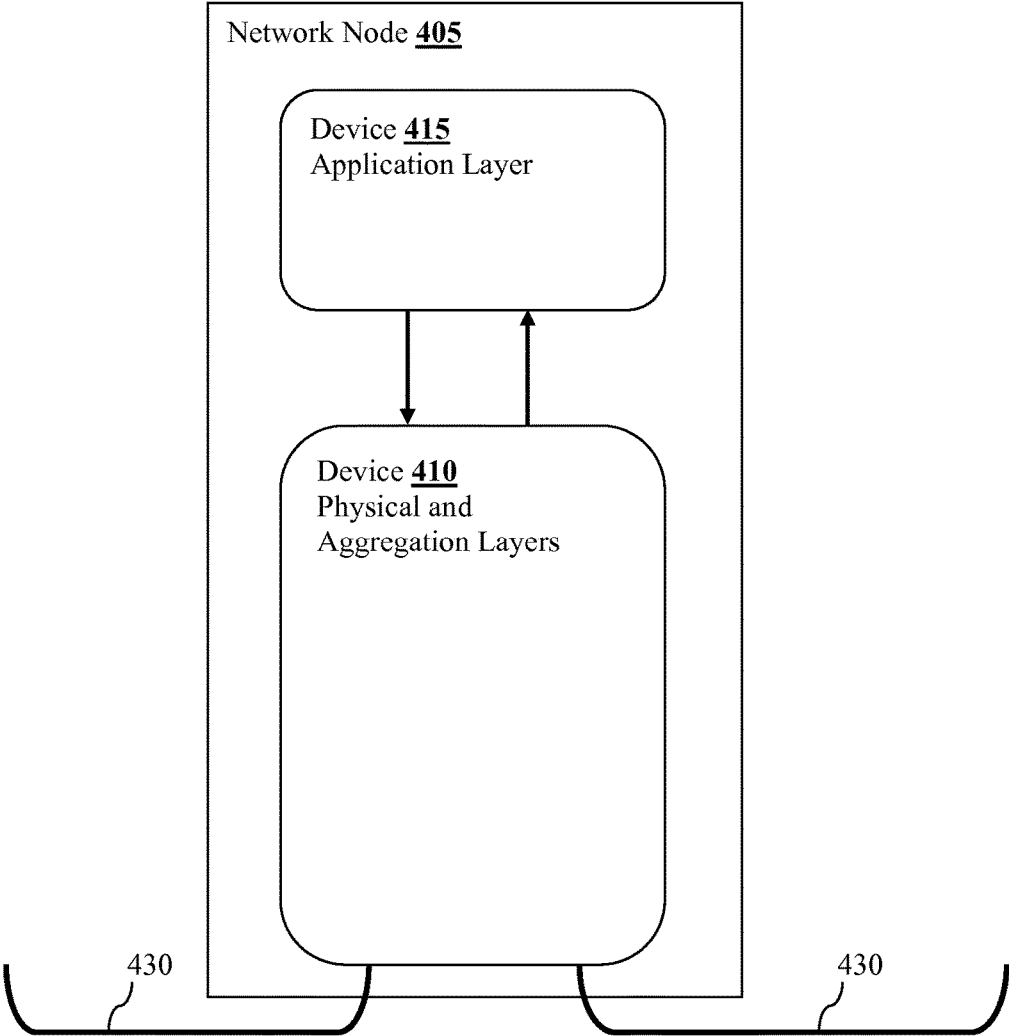 Network Node 405
Device 415
Application Layer
Device 410
Physical and
Aggregation Layers
430
430